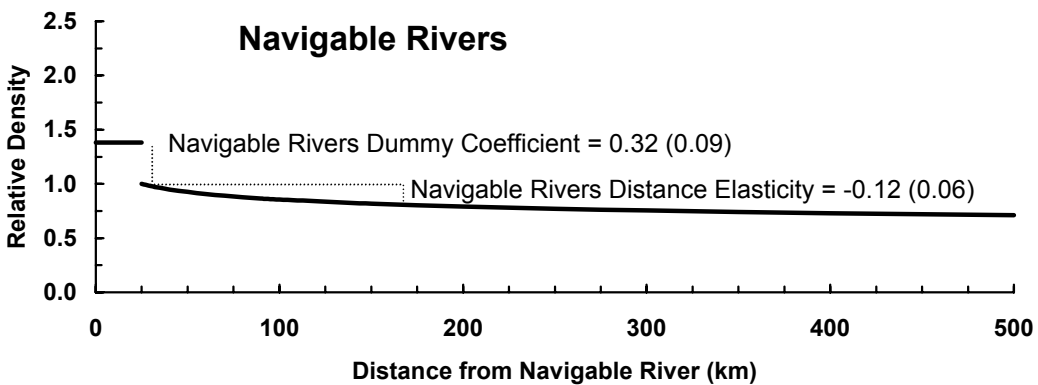 Navigable Rivers
2.5
2.0
1.5
1.0
0.5
0.0
Relative Density
Navigable Rivers Dummy Coefficient = 0.32 (0.09)
Navigable Rivers Distance Elasticity = -0.12 (0.06)
0 100 200 300 400 500
Distance from Navigable River (km)